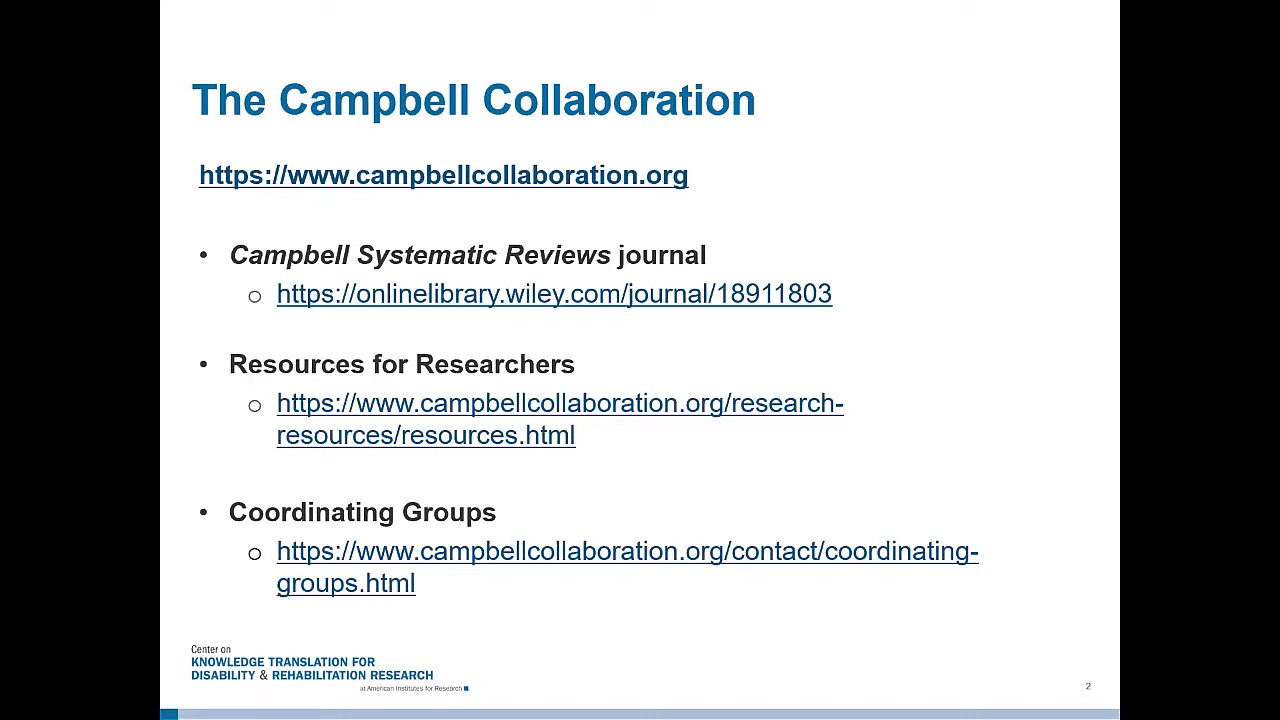 The Campbell Collaboration
https://www.campbellcollaboration.org
• Campbell Systematic Reviews journal
o https://onlinelibrary.wiley.com/journal/18911803
• Resources for Researchers
o https://www.campbellcollaboration.org/research-
resources/resources.html
• Coordinating Groups
o https://www.campbellcollaboration.org/contact/coordinating-
groups.html
Center on
KNOWLEDGE TRANSLATION FOR
DISABILITY & REHABILITATION RESEARCH
at American Institutes for Research
2